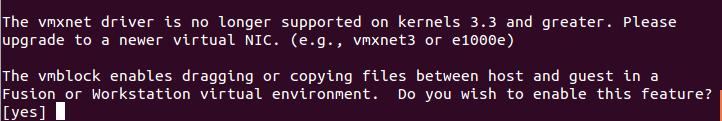 The vmxnet driver is no longer supported on kernels 3.3 and greater. Please
upgrade to a newer virtual NIC. (e.g., vmxnet3 or e1000e)
The vmblock enables dragging or copying files between host and guest in a
Fusion or Workstation virtual environment.  Do you wish to enable this feature?
[yes]